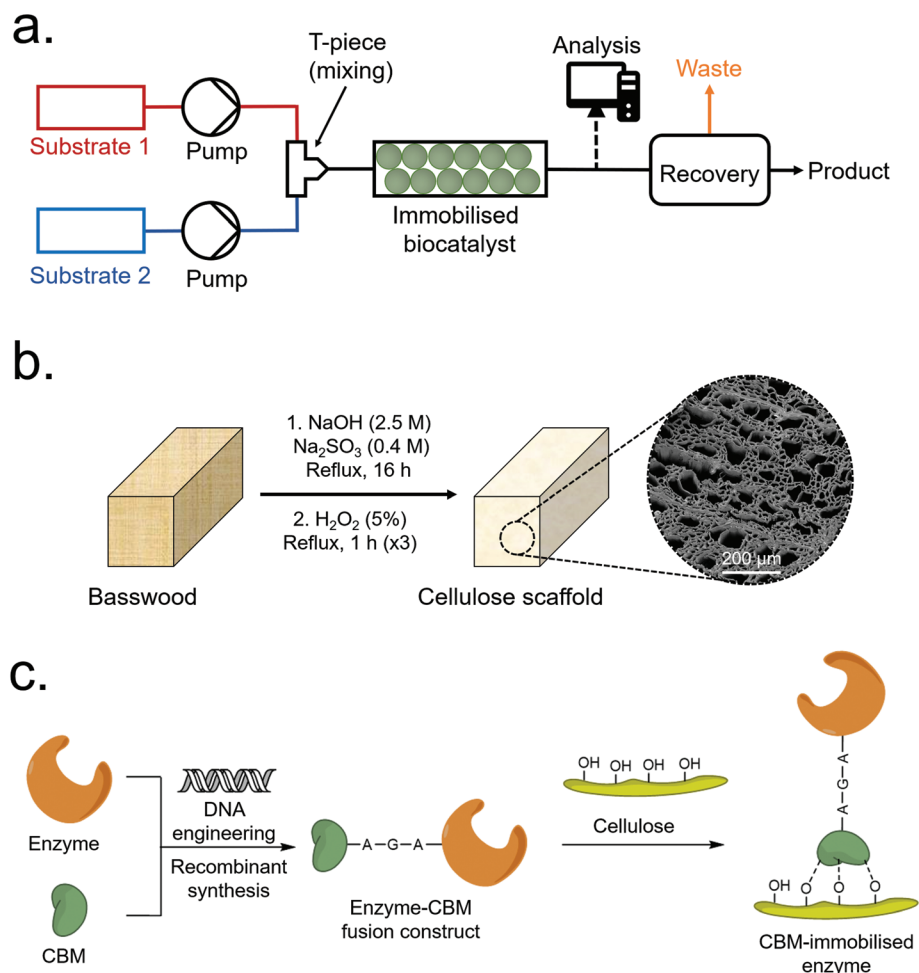 a.
T-piece
(mixing)
Analysis
Waste
Substrate 1
Pump
Recovery
Product
Immobilised
biocatalyst
Substrate 2
Pump
b.
1. NaOH (2.5 M)
Na₂SO₃ (0.4 M)
Reflux, 16 h
2. H₂O₂ (5%)
Reflux, 1 h (x3)
200 µm
Basswood
Cellulose scaffold
c.
Enzyme
CBM
DNA
engineering
Recombinant
synthesis
A-G-A
Enzyme-CBM
fusion construct
OH OH OH OH
Cellulose
A
G
A
OH O O O
CBM-immobilised
enzyme